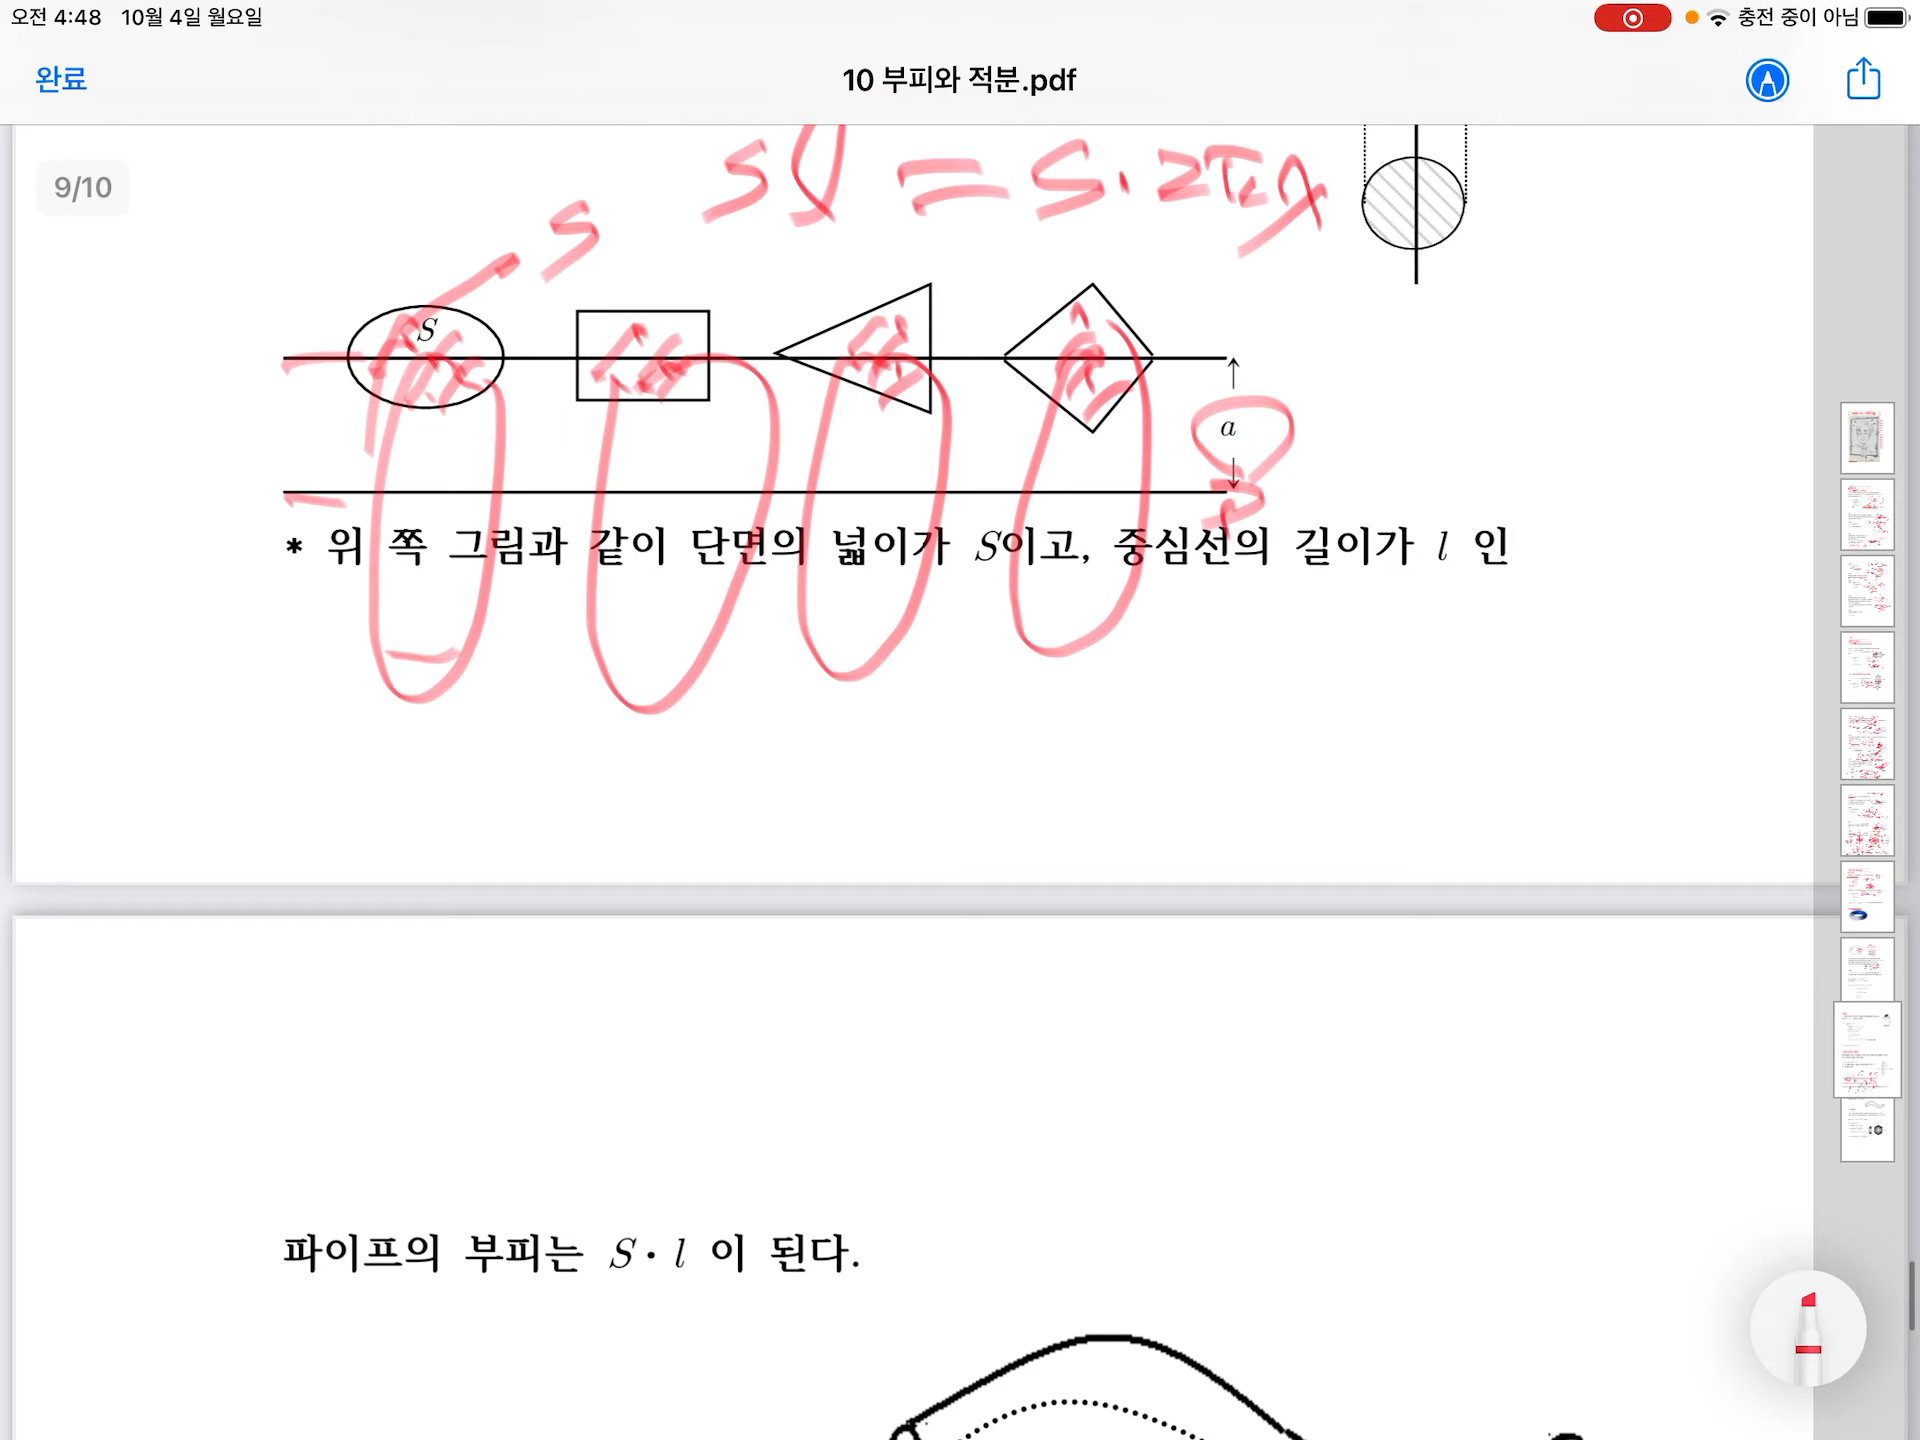 오전 4:48 10월 4일 월요일
충전 중이 아님
완료
10 부피와 적분.pdf
9/10
= S · 2π
S
S
a
* 위 쪽 그림과 같이 단면의 넓이가 S이고, 중심선의 길이가 l 인
파이프의 부피는 S · l 이 된다.